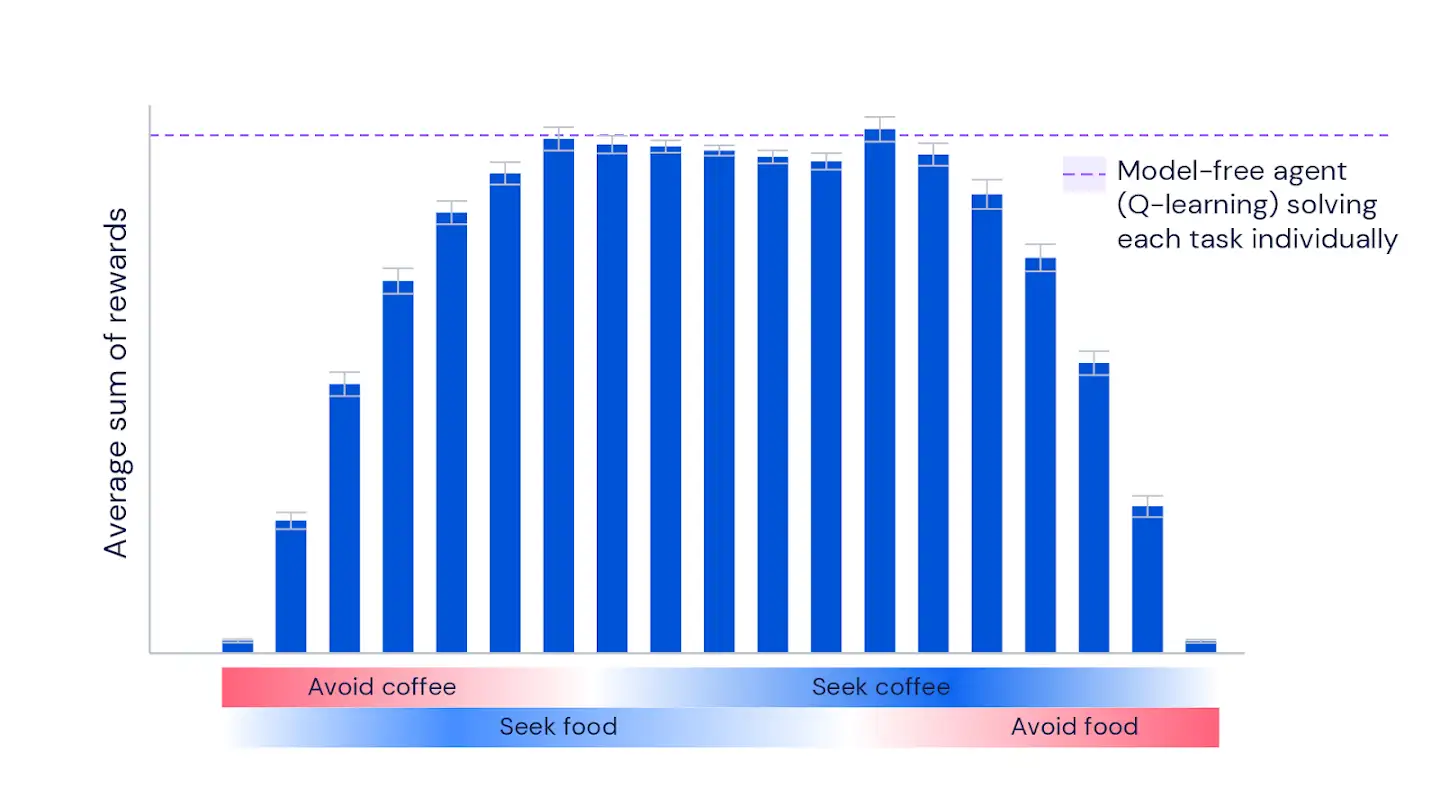 Average sum of rewards
Model-free agent
(Q-learning) solving
each task individually
Avoid coffee
Seek coffee
Seek food
Avoid food